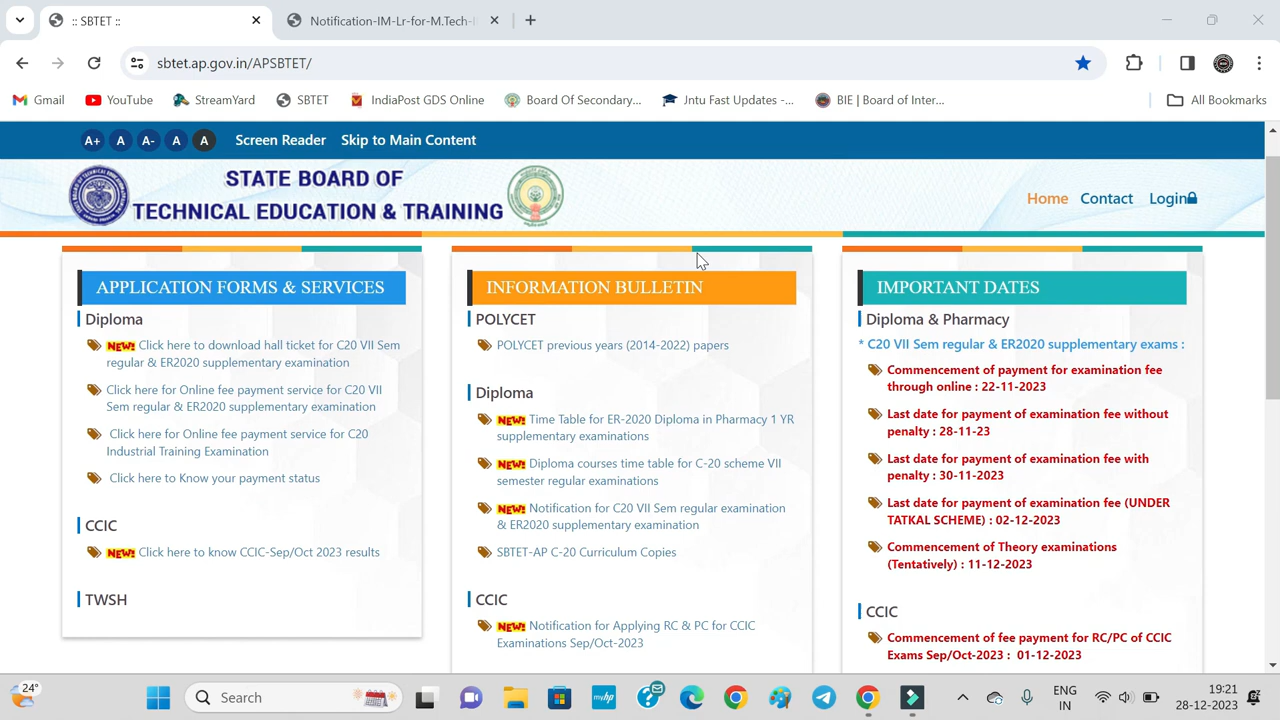 :: SBTET ::
Notification-IM-Lr-for-M.Tech-I
sbtet.ap.gov.in/APSBTET/
Gmail
YouTube
StreamYard
SBTET
IndiaPost GDS Online
Board Of Secondary...
Jntu Fast Updates -...
BIE | Board of Inter...
All Bookmarks
A+ A A- A A
Screen Reader
Skip to Main Content
STATE BOARD OF
TECHNICAL EDUCATION & TRAINING
Home Contact Login
APPLICATION FORMS & SERVICES
Diploma
NEW! Click here to download hall ticket for C20 VII Sem
regular & ER2020 supplementary examination
Click here for Online fee payment service for C20 VII
Sem regular & ER2020 supplementary examination
Click here for Online fee payment service for C20
Industrial Training Examination
Click here to Know your payment status
CCIC
NEW! Click here to know CCIC-Sep/Oct 2023 results
TWSH
INFORMATION BULLETIN
POLYCET
POLYCET previous years (2014-2022) papers
Diploma
NEW! Time Table for ER-2020 Diploma in Pharmacy 1 YR
supplementary examinations
NEW! Diploma courses time table for C-20 scheme VII
semester regular examinations
NEW! Notification for C20 VII Sem regular examination
& ER2020 supplementary examination
SBTET-AP C-20 Curriculum Copies
CCIC
NEW! Notification for Applying RC & PC for CCIC
Examinations Sep/Oct-2023
IMPORTANT DATES
Diploma & Pharmacy
* C20 VII Sem regular & ER2020 supplementary exams :
Commencement of payment for examination fee
through online : 22-11-2023
Last date for payment of examination fee without
penalty : 28-11-23
Last date for payment of examination fee with
penalty : 30-11-2023
Last date for payment of examination fee (UNDER
TATKAL SCHEME) : 02-12-2023
Commencement of Theory examinations
(Tentatively) : 11-12-2023
CCIC
Commencement of fee payment for RC/PC of CCIC
Exams Sep/Oct-2023 : 01-12-2023
24°
Search
myhp
ENG
IN
19:21
28-12-2023